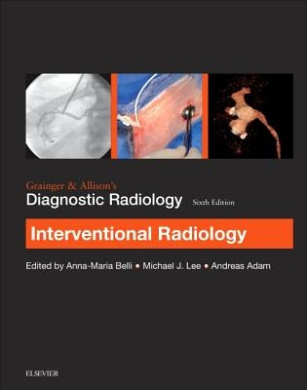 Grainger & Allison's
Diagnostic Radiology Sixth Edition
Interventional Radiology
Edited by Anna-Maria Belli • Michael J. Lee • Andreas Adam
ELSEVIER